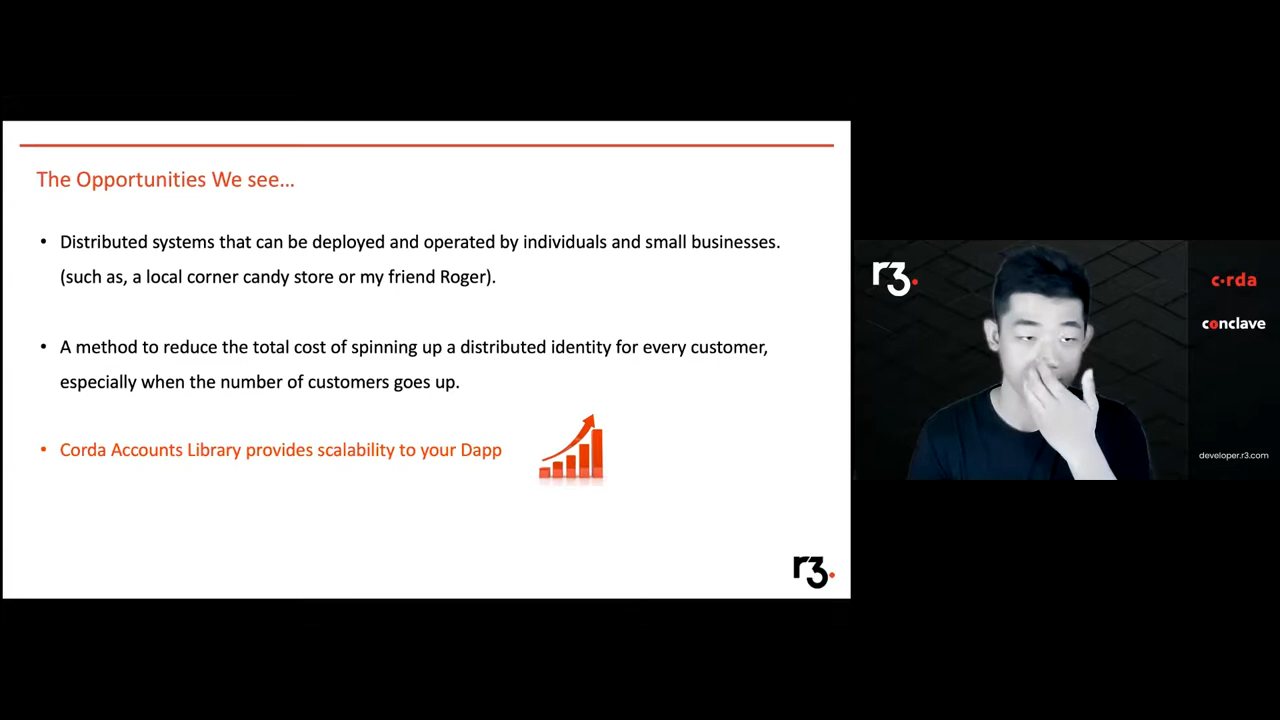 The Opportunities We see...
• Distributed systems that can be deployed and operated by individuals and small businesses.
(such as, a local corner candy store or my friend Roger).
• A method to reduce the total cost of spinning up a distributed identity for every customer,
especially when the number of customers goes up.
• Corda Accounts Library provides scalability to your Dapp
r3.
r3.
c·rda
conclave
developer.r3.com